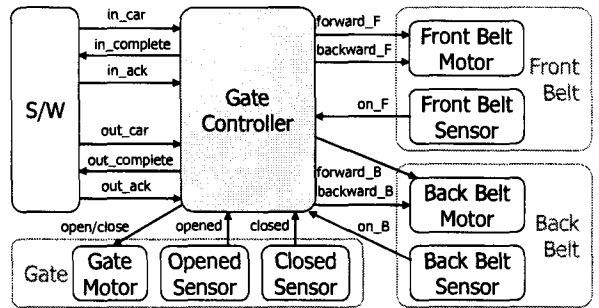 in_car
in_complete
in_ack
S/W
out_car
out_complete
out_ack
Gate
Controller
forward_F
backward_F
on_F
Front Belt
Motor
Front Belt
Sensor
Front
Belt
forward_B
backward_B
on_B
Back Belt
Motor
Back Belt
Sensor
Back
Belt
open/close
opened
closed
Gate
Gate
Motor
Opened
Sensor
Closed
Sensor